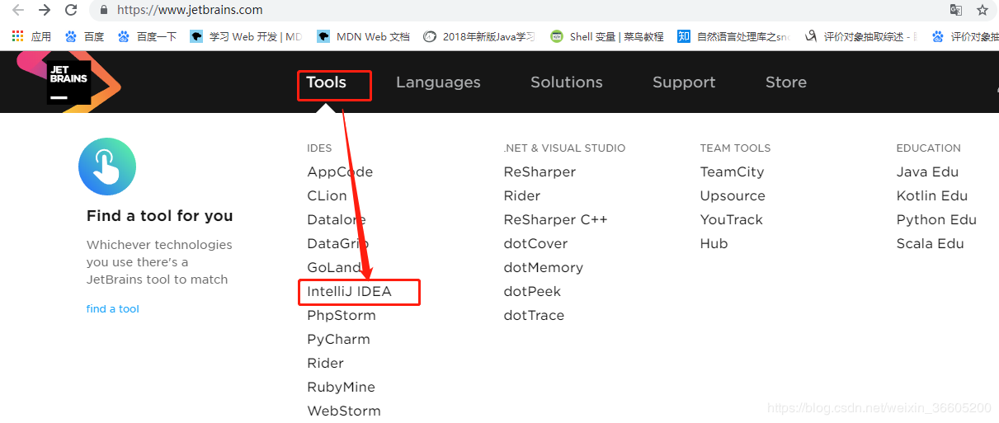 https://www.jetbrains.com
应用 百度 百度一下 学习 Web 开发 | MD MDN Web 文档 2018年新版Java学习 Shell 变量 | 菜鸟教程 知 自然语言处理库之sn 评价对象抽取综述 - 评价对象抽
JET
BRAINS
Tools Languages Solutions Support Store
Find a tool for you
Whichever technologies
you use there's a
JetBrains tool to match
find a tool
IDES
AppCode
CLion
Datalore
DataGrip
GoLand
IntelliJ IDEA
PhpStorm
PyCharm
Rider
RubyMine
WebStorm
.NET & VISUAL STUDIO
ReSharper
Rider
ReSharper C++
dotCover
dotMemory
dotPeek
dotTrace
TEAM TOOLS
TeamCity
Upsource
YouTrack
Hub
EDUCATION
Java Edu
Kotlin Edu
Python Edu
Scala Edu
https://blog.csdn.net/weixin_36605200